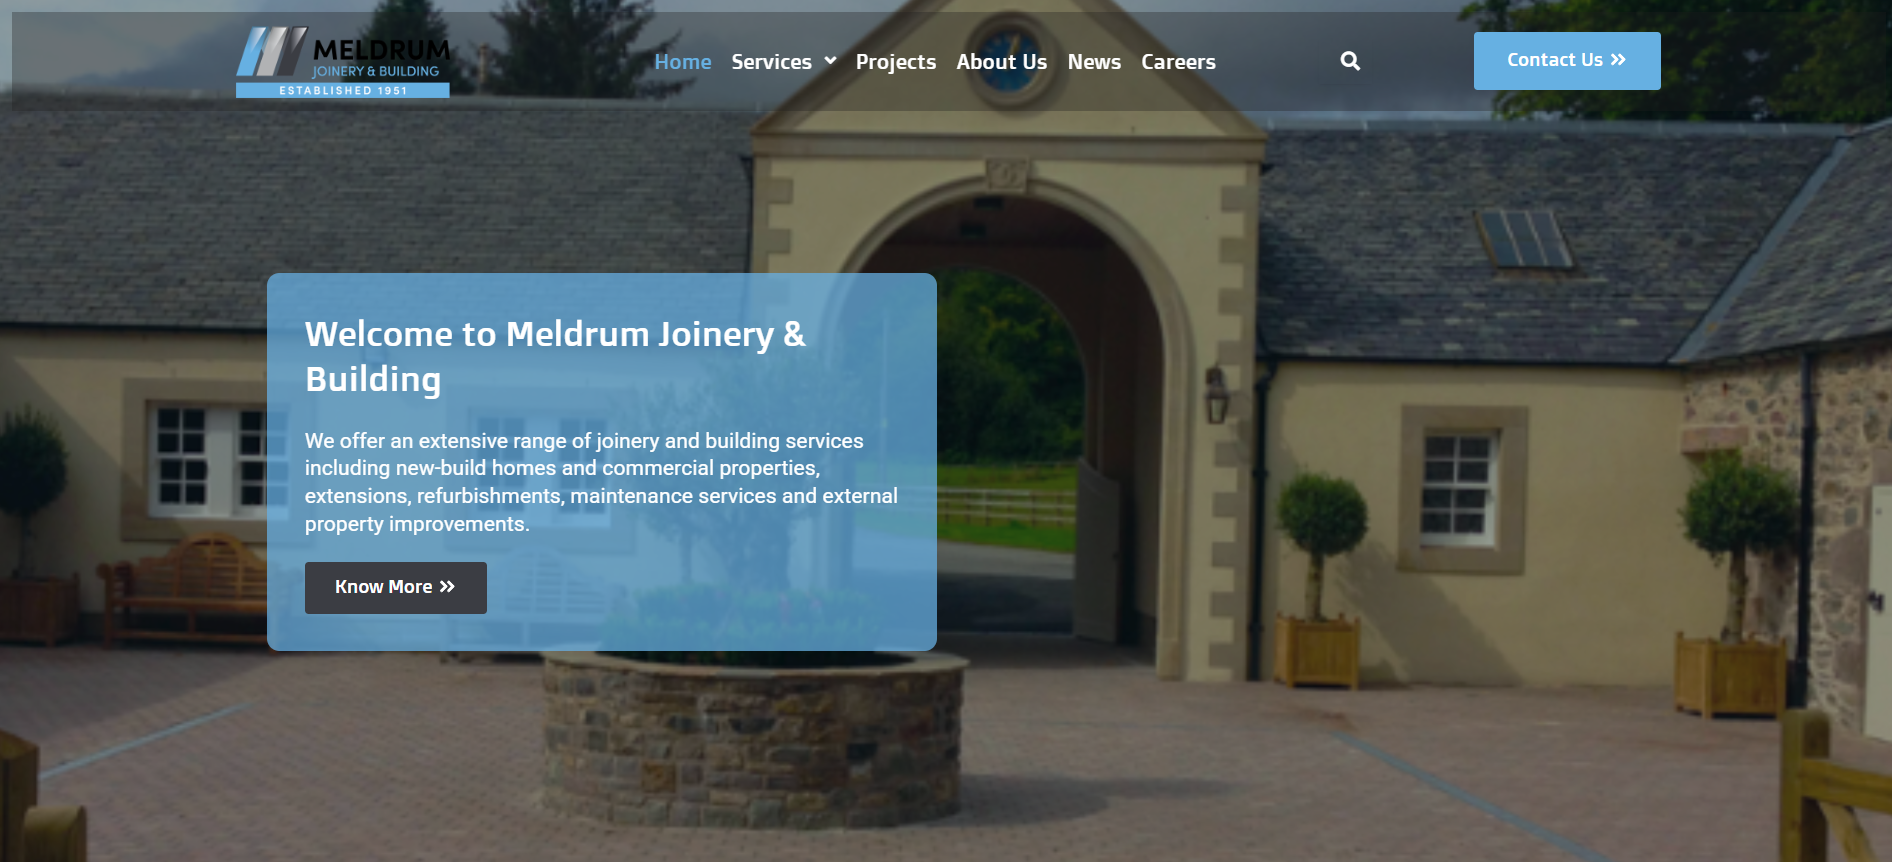 MELDRUM
JOINERY & BUILDING
ESTABLISHED 1951
Home Services Projects About Us News Careers
Contact Us
Welcome to Meldrum Joinery &
Building
We offer an extensive range of joinery and building services
including new-build homes and commercial properties,
extensions, refurbishments, maintenance services and external
property improvements.
Know More